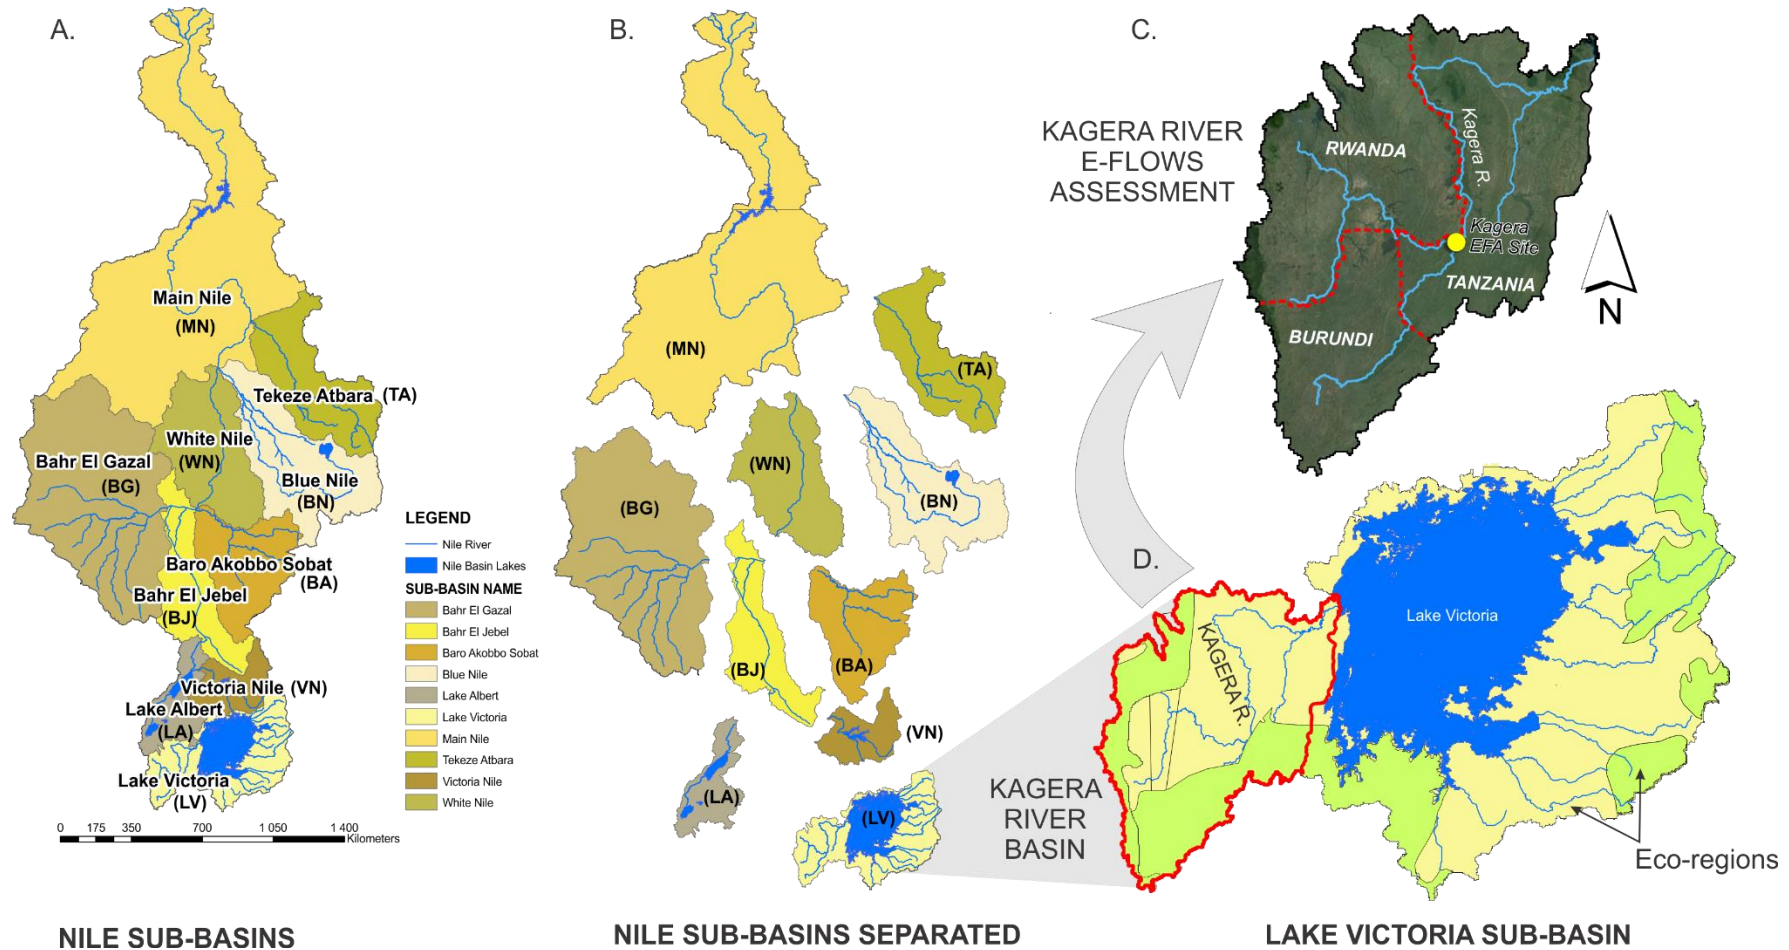 A.
Main Nile
(MN)
Tekeze Atbara (TA)
White Nile
(WN)
Bahr El Gazal
(BG)
Blue Nile
(BN)
Baro Akobbo Sobat
(BA)
Bahr El Jebel
(BJ)
Victoria Nile (VN)
Lake Albert
(LA)
Lake Victoria
(LV)
0 175 350 700 1 050 1 400
Kilometers
NILE SUB-BASINS
LEGEND
Nile River
Nile Basin Lakes
SUB-BASIN NAME
Bahr El Gazal
Bahr El Jebel
Baro Akobbo Sobat
Blue Nile
Lake Albert
Lake Victoria
Main Nile
Tekeze Atbara
Victoria Nile
White Nile
B.
(MN)
(TA)
(WN)
(BG)
(BN)
(BJ)
(BA)
(VN)
(LA)
(LV)
NILE SUB-BASINS SEPARATED
C.
KAGERA RIVER
E-FLOWS
ASSESSMENT
RWANDA
Kagera R.
Kagera
EFA Site
TANZANIA
BURUNDI
N
D.
Lake Victoria
KAGERA R.
KAGERA
RIVER
BASIN
Eco-regions
LAKE VICTORIA SUB-BASIN